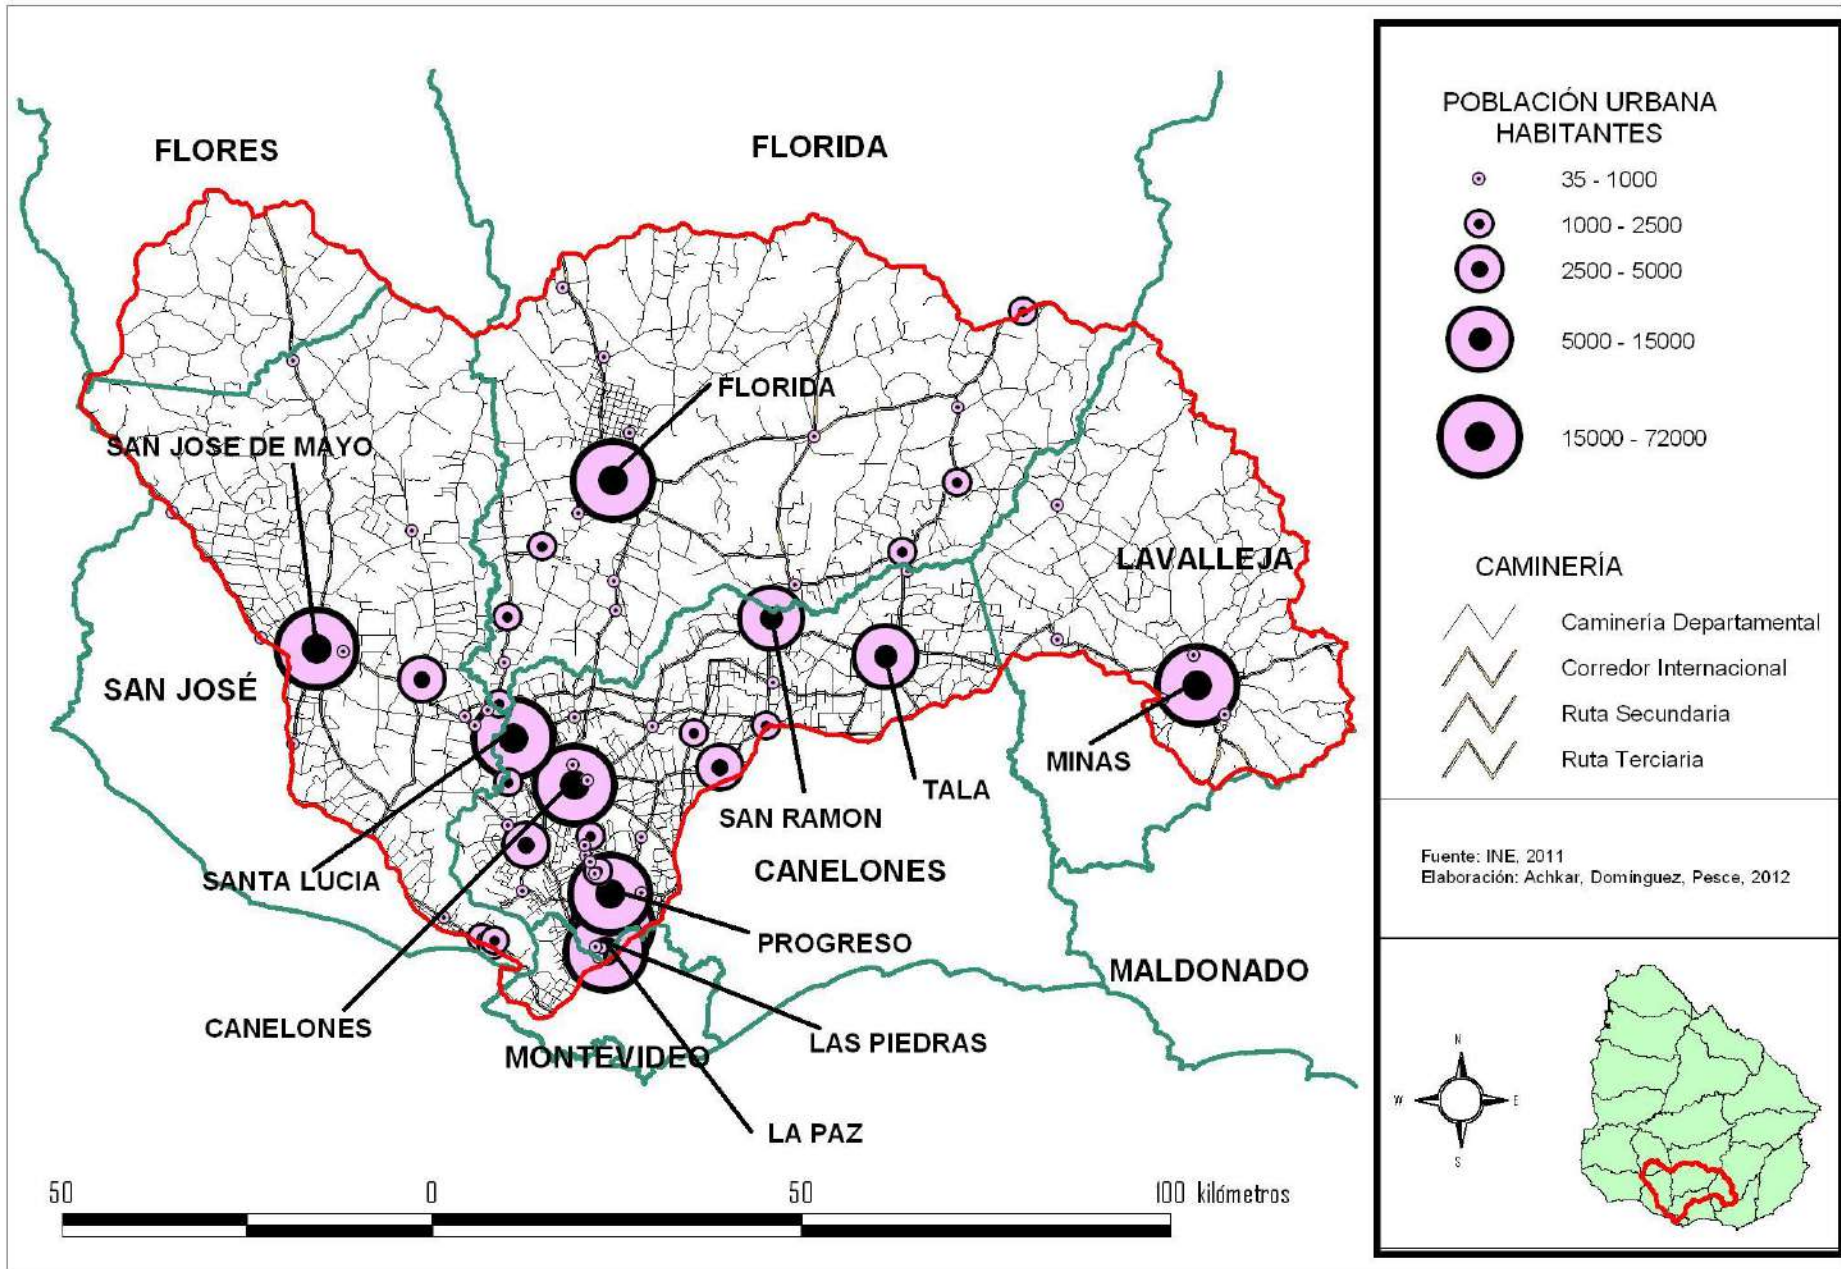 FLORES
FLORIDA
FLORIDA
SAN JOSE DE MAYO
LAVALLEJA
SAN JOSÉ
MINAS
TALA
SAN RAMON
SANTA LUCIA
CANELONES
PROGRESO
MALDONADO
CANELONES
LAS PIEDRAS
MONTEVIDEO
LA PAZ
50 0 50 100 kilómetros
POBLACIÓN URBANA
HABITANTES
35 - 1000
1000 - 2500
2500 - 5000
5000 - 15000
15000 - 72000
CAMINERÍA
Caminería Departamental
Corredor Internacional
Ruta Secundaria
Ruta Terciaria
Fuente: INE, 2011
Elaboración: Achkar, Domínguez, Pesce, 2012
N
W E
S